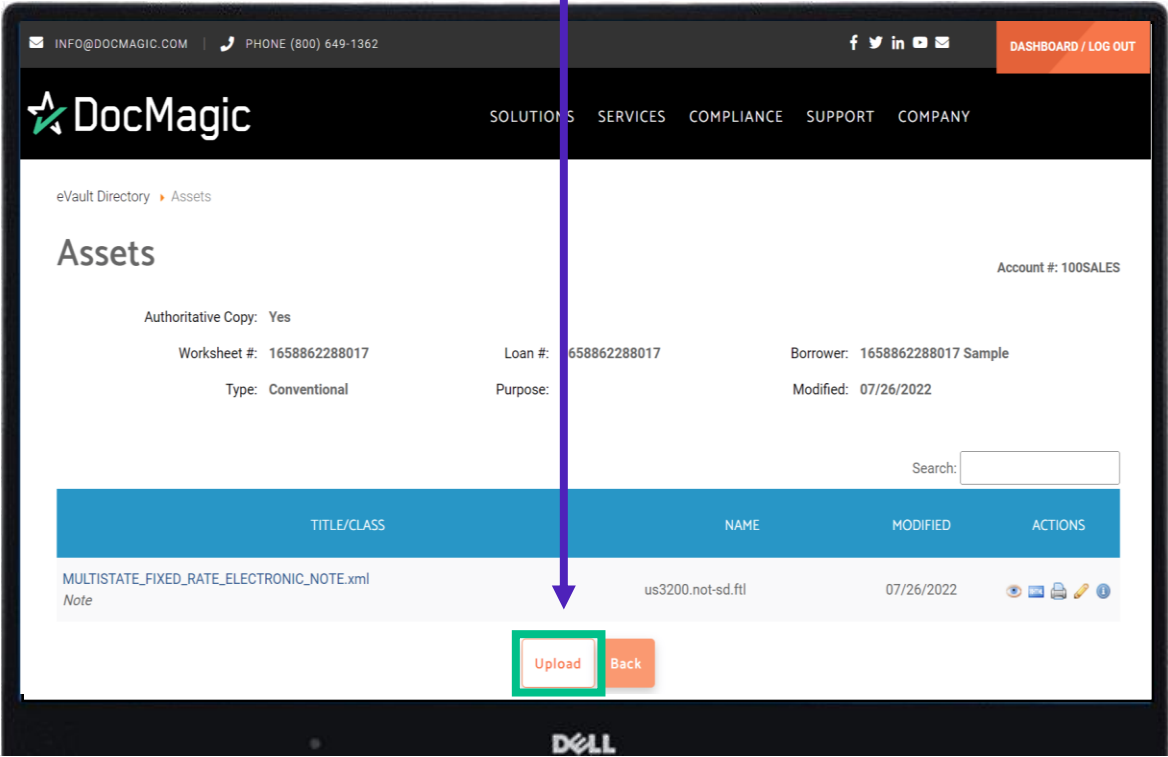 INFO@DOCMAGIC.COM | PHONE (800) 649-1362
DASHBOARD / LOG OUT
DocMagic
SOLUTIONS SERVICES COMPLIANCE SUPPORT COMPANY
eVault Directory Assets
Assets
Account #: 100SALES
Authoritative Copy: Yes
Worksheet #: 1658862288017 Loan #: 658862288017 Borrower: 1658862288017 Sample
Type: Conventional Purpose: Modified: 07/26/2022
Search:
TITLE/CLASS NAME MODIFIED ACTIONS
MULTISTATE_FIXED_RATE_ELECTRONIC_NOTE.xml us3200.not-sd.ftl 07/26/2022
Note
Upload Back
DELL